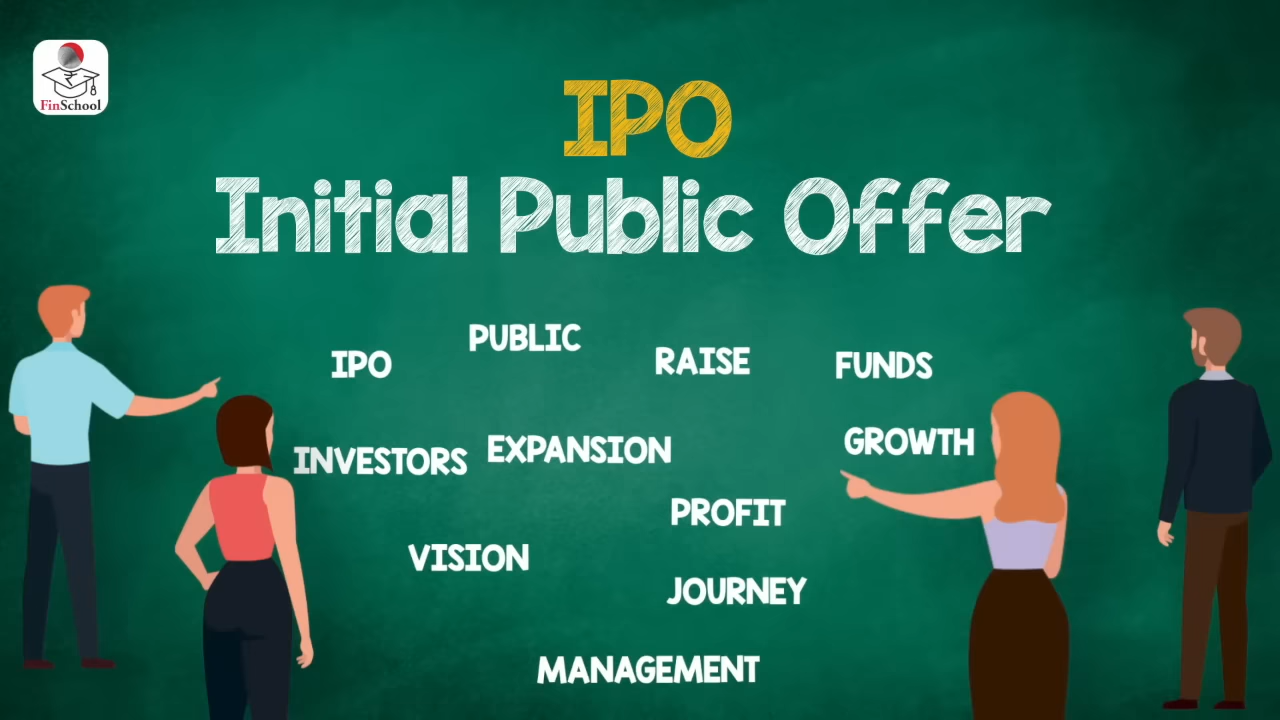 FinSchool
IPO
Initial Public Offer
PUBLIC
IPO
RAISE
FUNDS
INVESTORS
EXPANSION
GROWTH
PROFIT
VISION
JOURNEY
MANAGEMENT